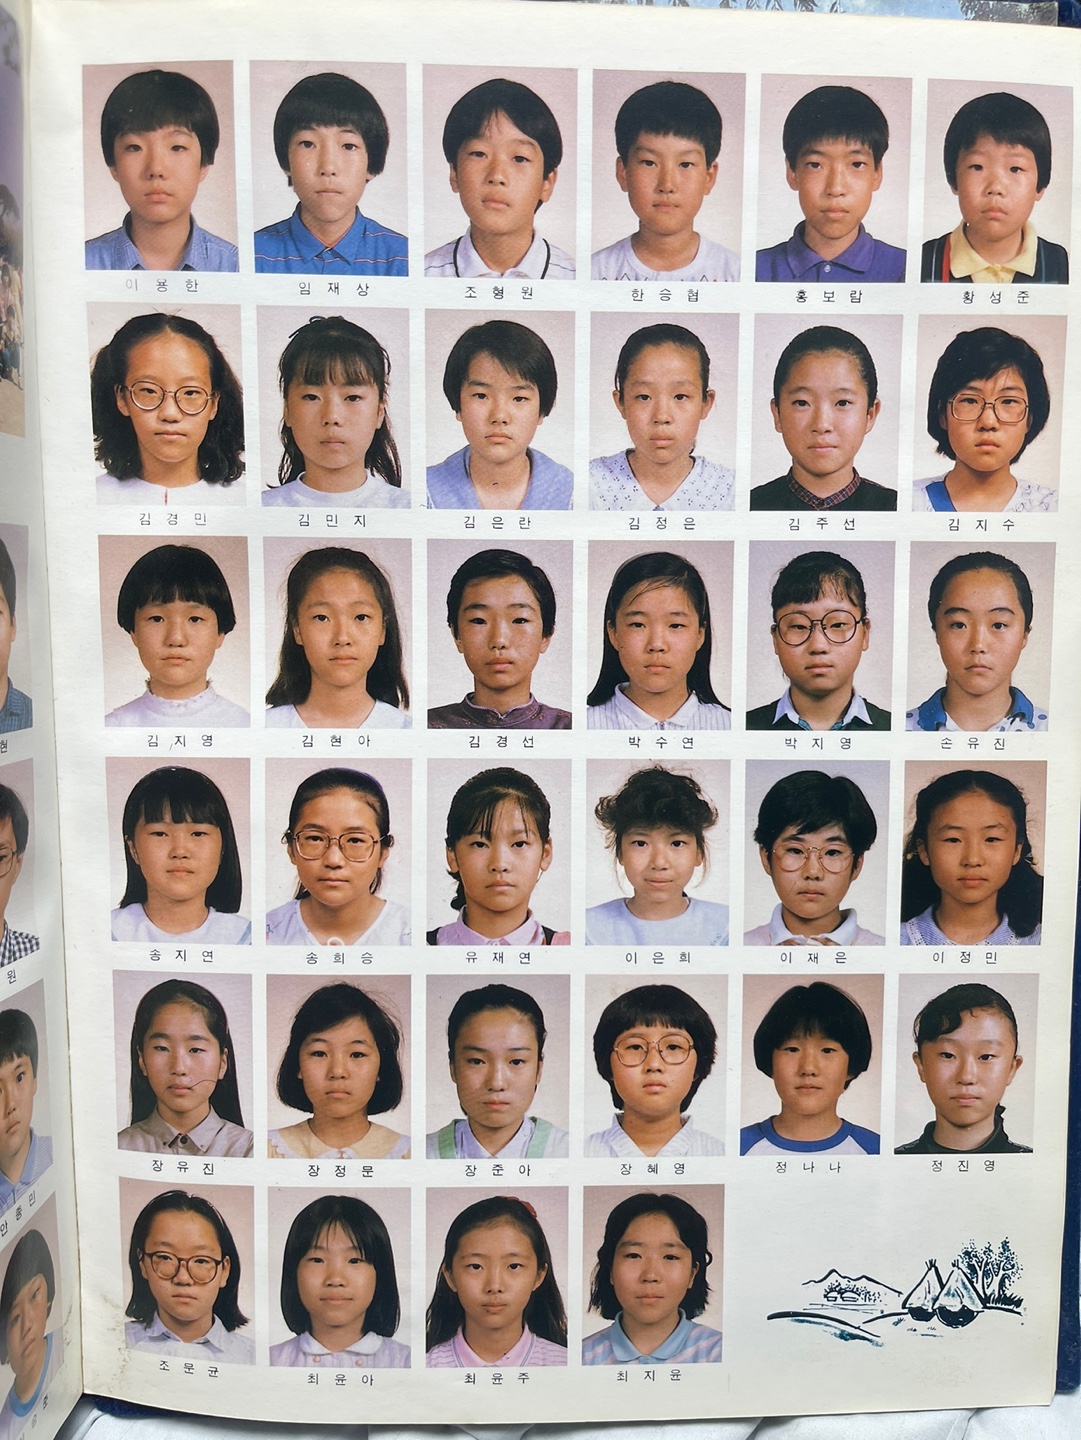 이 용 한 임 재 상 조 형 원 한 승 협 홍 보 람 황 성 준
김 경 민 김 민 지 김 은 란 김 정 은 김 주 선 김 지 수
김 지 영 김 현 아 김 경 선 박 수 연 박 지 영 손 유 진
송 지 연 송 희 승 유 재 연 이 은 희 이 재 은 이 정 민
장 유 진 장 정 문 장 준 아 장 혜 영 정 나 나 정 진 영
조 문 균 최 윤 아 최 윤 주 최 지 윤
현
원
안 종 민